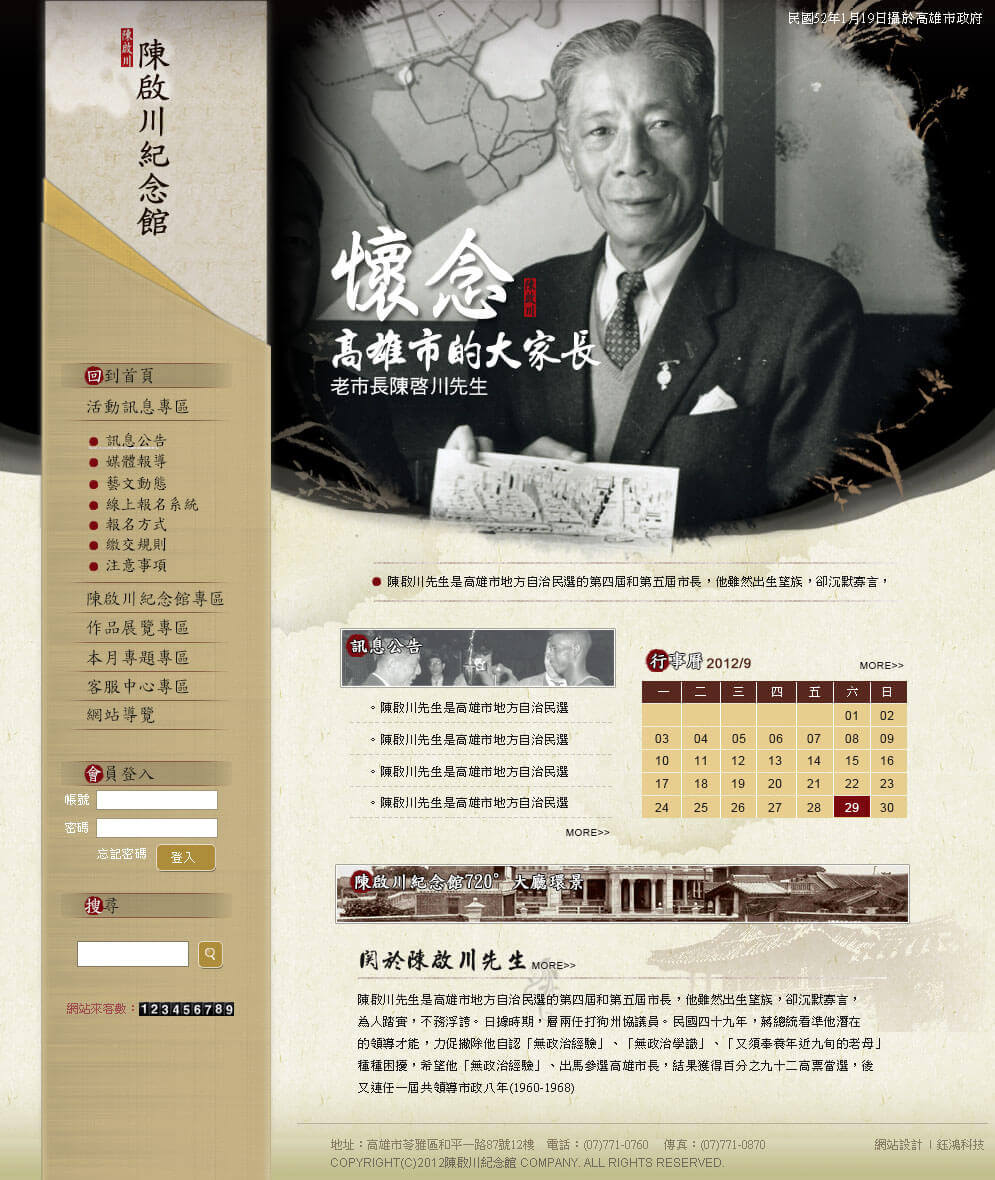 民國52年1月19日攝於高雄市政府
陳啟川
陳啟川紀念館
懷念
陳啟川
高雄市的大家長
老市長陳啓川先生
回到首頁
活動訊息專區
訊息公告
媒體報導
藝文動態
線上報名系統
報名方式
繳交規則
注意事項
陳啟川紀念館專區
作品展覽專區
本月專題專區
客服中心專區
網站導覽
會員登入
帳號
密碼
忘記密碼 登入
搜尋
網站來客數：123456789
陳啟川先生是高雄市地方自治民選的第四屆和第五屆市長，他雖然出生望族，卻沉默寡言，
訊息公告
。陳啟川先生是高雄市地方自治民選
。陳啟川先生是高雄市地方自治民選
。陳啟川先生是高雄市地方自治民選
。陳啟川先生是高雄市地方自治民選
MORE>>
行事曆 2012/9 MORE>>
一 二 三 四 五 六 日
01 02
03 04 05 06 07 08 09
10 11 12 13 14 15 16
17 18 19 20 21 22 23
24 25 26 27 28 29 30
陳啟川紀念館720°大廳環景
関於陳啟川先生 MORE>>
陳啟川先生是高雄市地方自治民選的第四屆和第五屆市長，他雖然出生望族，卻沉默寡言，
為人踏實，不務浮誇。日據時期，曾兩任打狗州協議員。民國四十九年，蔣總統看準他潛在
的領導才能，力促撇除他自認「無政治經驗」、「無政治學識」、「又須奉養年近九旬的老母」
種種困擾，希望他「無政治經驗」、出馬參選高雄市長，結果獲得百分之九十二高票當選，後
又連任一屆共領導市政八年(1960-1968)
地址：高雄市苓雅區和平一路87號12樓 電話：(07)771-0760 傳真：(07)771-0870
網站設計 | 鈺鴻科技
COPYRIGHT(C)2012陳啟川紀念館 COMPANY. ALL RIGHTS RESERVED.